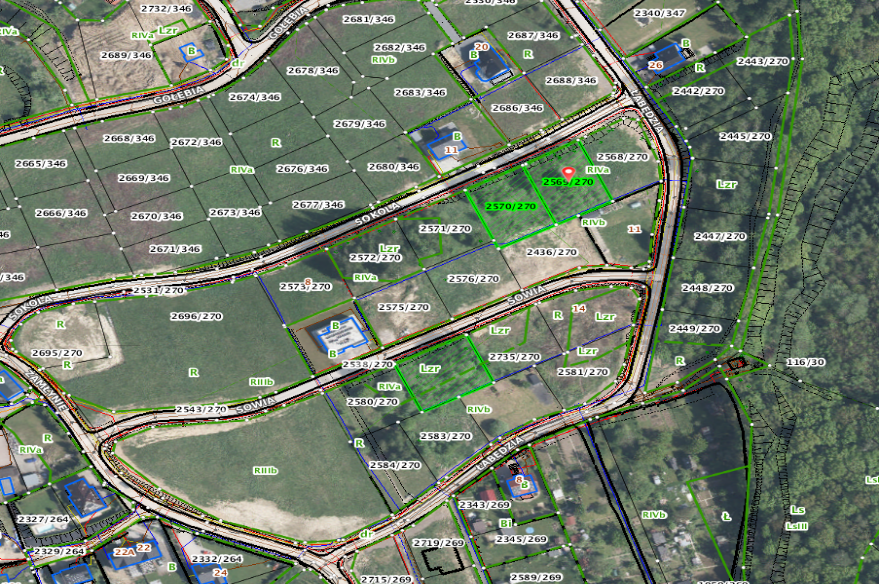 2732/346
2681/346
2330/346
2340/347
GOŁĘBIA
RIVa
Lzr
RIVa
2689/346
B
dr
2682/346
RIVb
2687/346
R
20
B
B
26
R
2443/270
2678/346
2688/346
2442/270
GOŁĘBIA
2674/346
2683/346
2686/346
ŁABĘDZIA
2668/346
2672/346
R
2679/346
B
11
2445/270
2665/346
2669/346
RIVa
2676/346
2680/346
2568/270
RIVa
2569/270
Lzr
2666/346
2670/346
2673/346
2677/346
SOKOLA
2570/270
RIVb
11
2671/346
2571/270
Lzr
2572/270
2436/270
2447/270
/346
RIVa
2576/270
2531/270
2573/270
2448/270
SOKOLA
2696/270
2575/270
SOWIA
R
14
Lzr
R
B
Lzr
2449/270
2695/270
R
B
2538/270
Lzr
2735/270
Lzr
R
116/30
R
RIIIb
RIVa
2581/270
2543/270
SOWIA
2580/270
RIVb
R
RIVa
R
2583/270
ŁABĘDZIA
RIIIb
2584/270
8
B
2343/269
RIVb
Ł
Ls
LsIII
2327/264
Bi
dr
22A
22
2329/264
B
2332/264
24
2719/269
2345/269
2715/269
2589/269